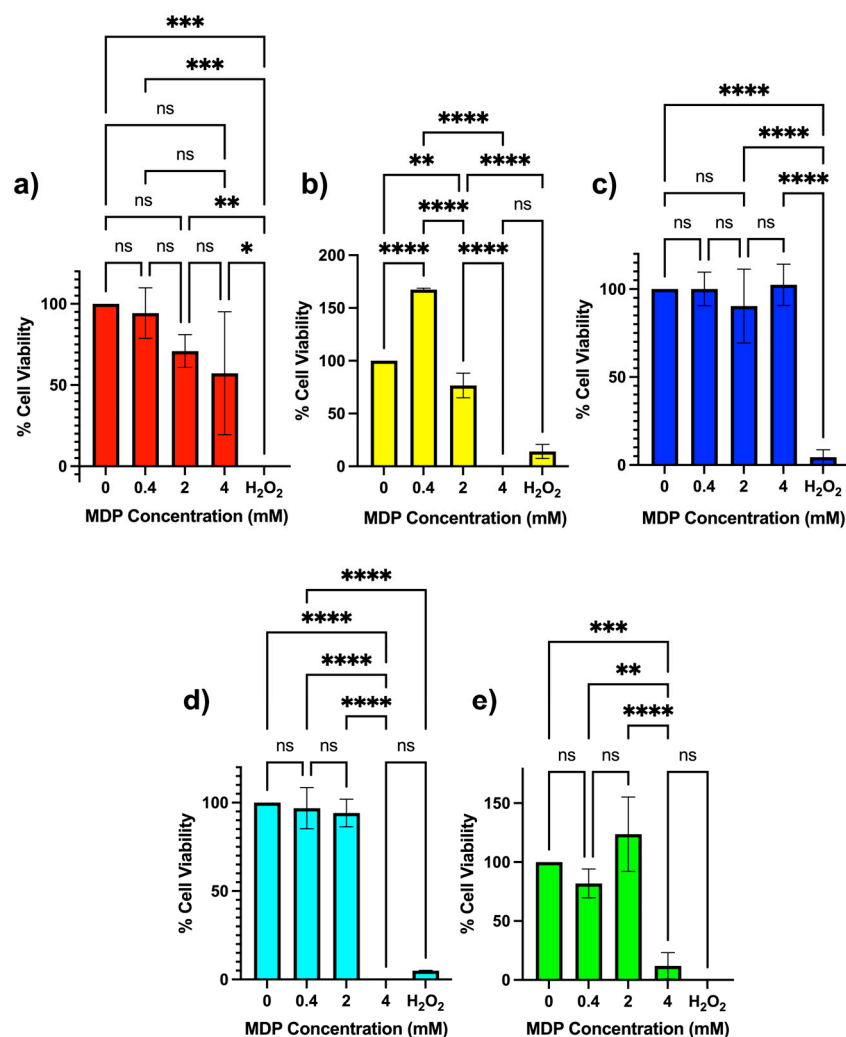 a)
***
***
ns
ns
ns
**
ns
ns
ns
*
% Cell Viability
100
50
0
0 0.4 2 4 H₂O₂
MDP Concentration (mM)
b)
****
**
****
****
ns
****
****
% Cell Viability
200
150
100
50
0
0 0.4 2 4 H₂O₂
MDP Concentration (mM)
c)
****
****
ns
****
ns
ns
ns
% Cell Viability
100
50
0
0 0.4 2 4 H₂O₂
MDP Concentration (mM)
d)
****
****
****
****
ns
ns
ns
% Cell Viability
100
50
0
0 0.4 2 4 H₂O₂
MDP Concentration (mM)
e)
***
**
****
ns
ns
ns
% Cell Viability
150
100
50
0
0 0.4 2 4 H₂O₂
MDP Concentration (mM)